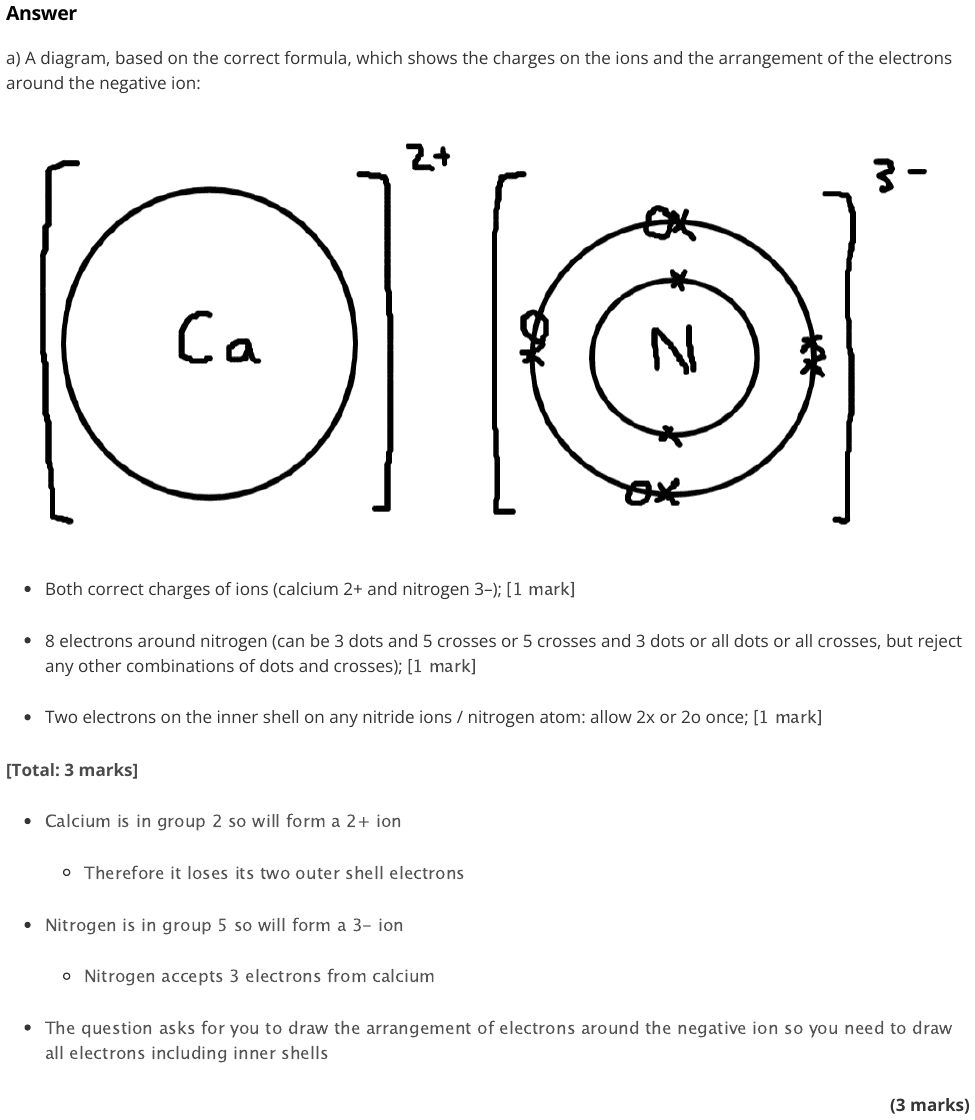 Answer
a) A diagram, based on the correct formula, which shows the charges on the ions and the arrangement of the electrons
around the negative ion:
2+
3-
Ca
N
• Both correct charges of ions (calcium 2+ and nitrogen 3–); [1 mark]
• 8 electrons around nitrogen (can be 3 dots and 5 crosses or 5 crosses and 3 dots or all dots or all crosses, but reject
any other combinations of dots and crosses); [1 mark]
• Two electrons on the inner shell on any nitride ions / nitrogen atom: allow 2x or 2o once; [1 mark]
[Total: 3 marks]
• Calcium is in group 2 so will form a 2+ ion
◦ Therefore it loses its two outer shell electrons
• Nitrogen is in group 5 so will form a 3– ion
◦ Nitrogen accepts 3 electrons from calcium
• The question asks for you to draw the arrangement of electrons around the negative ion so you need to draw
all electrons including inner shells
(3 marks)